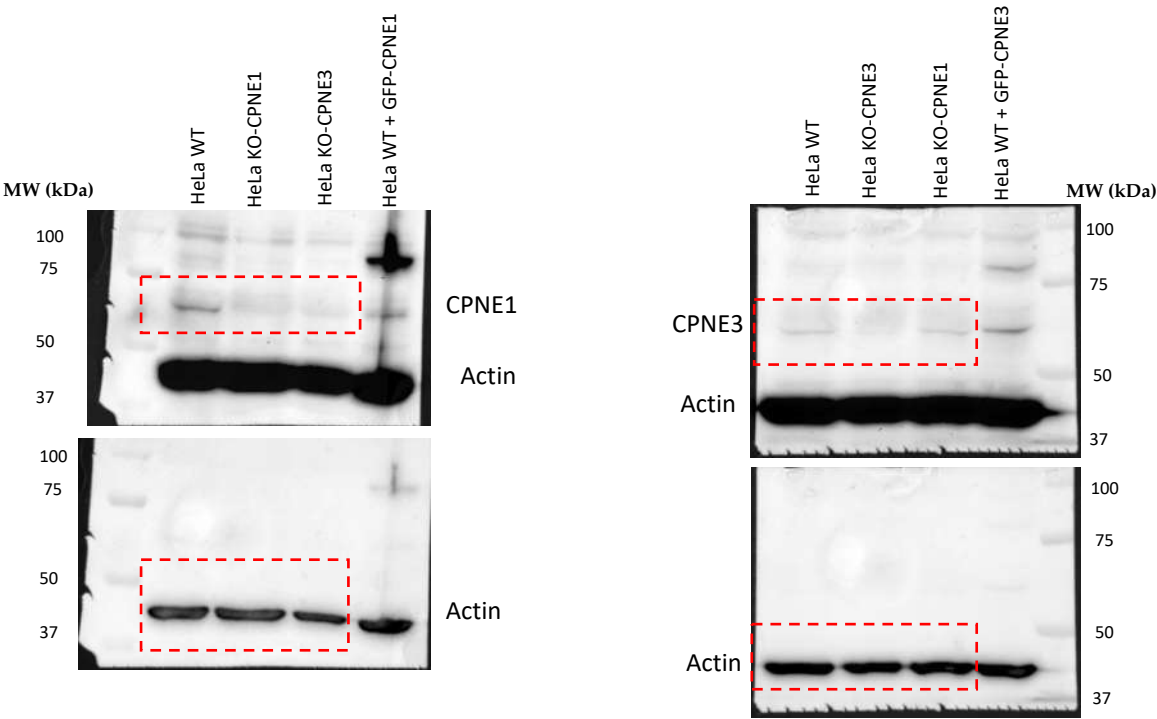 HeLa WT
HeLa KO-CPNE1
HeLa KO-CPNE3
HeLa WT + GFP-CPNE1
MW (kDa)
100
75
50
37
CPNE1
Actin
100
75
50
37
Actin
HeLa WT
HeLa KO-CPNE3
HeLa KO-CPNE1
HeLa WT + GFP-CPNE3
MW (kDa)
100
75
50
37
CPNE3
Actin
100
75
50
37
Actin